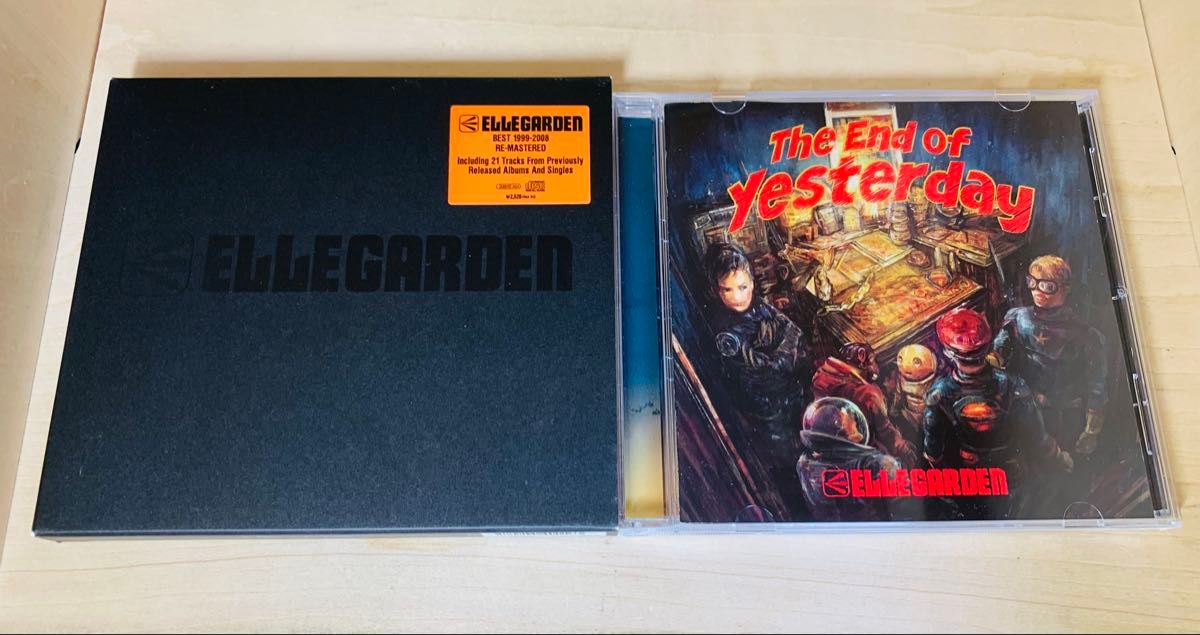 ELLEGARDEN
BEST 1999-2008
RE-MASTERED
Including 21 Tracks From Previously
Released Albums And Singles
ELLEGARDEN
The End of
Yesterday
ELLEGARDEN